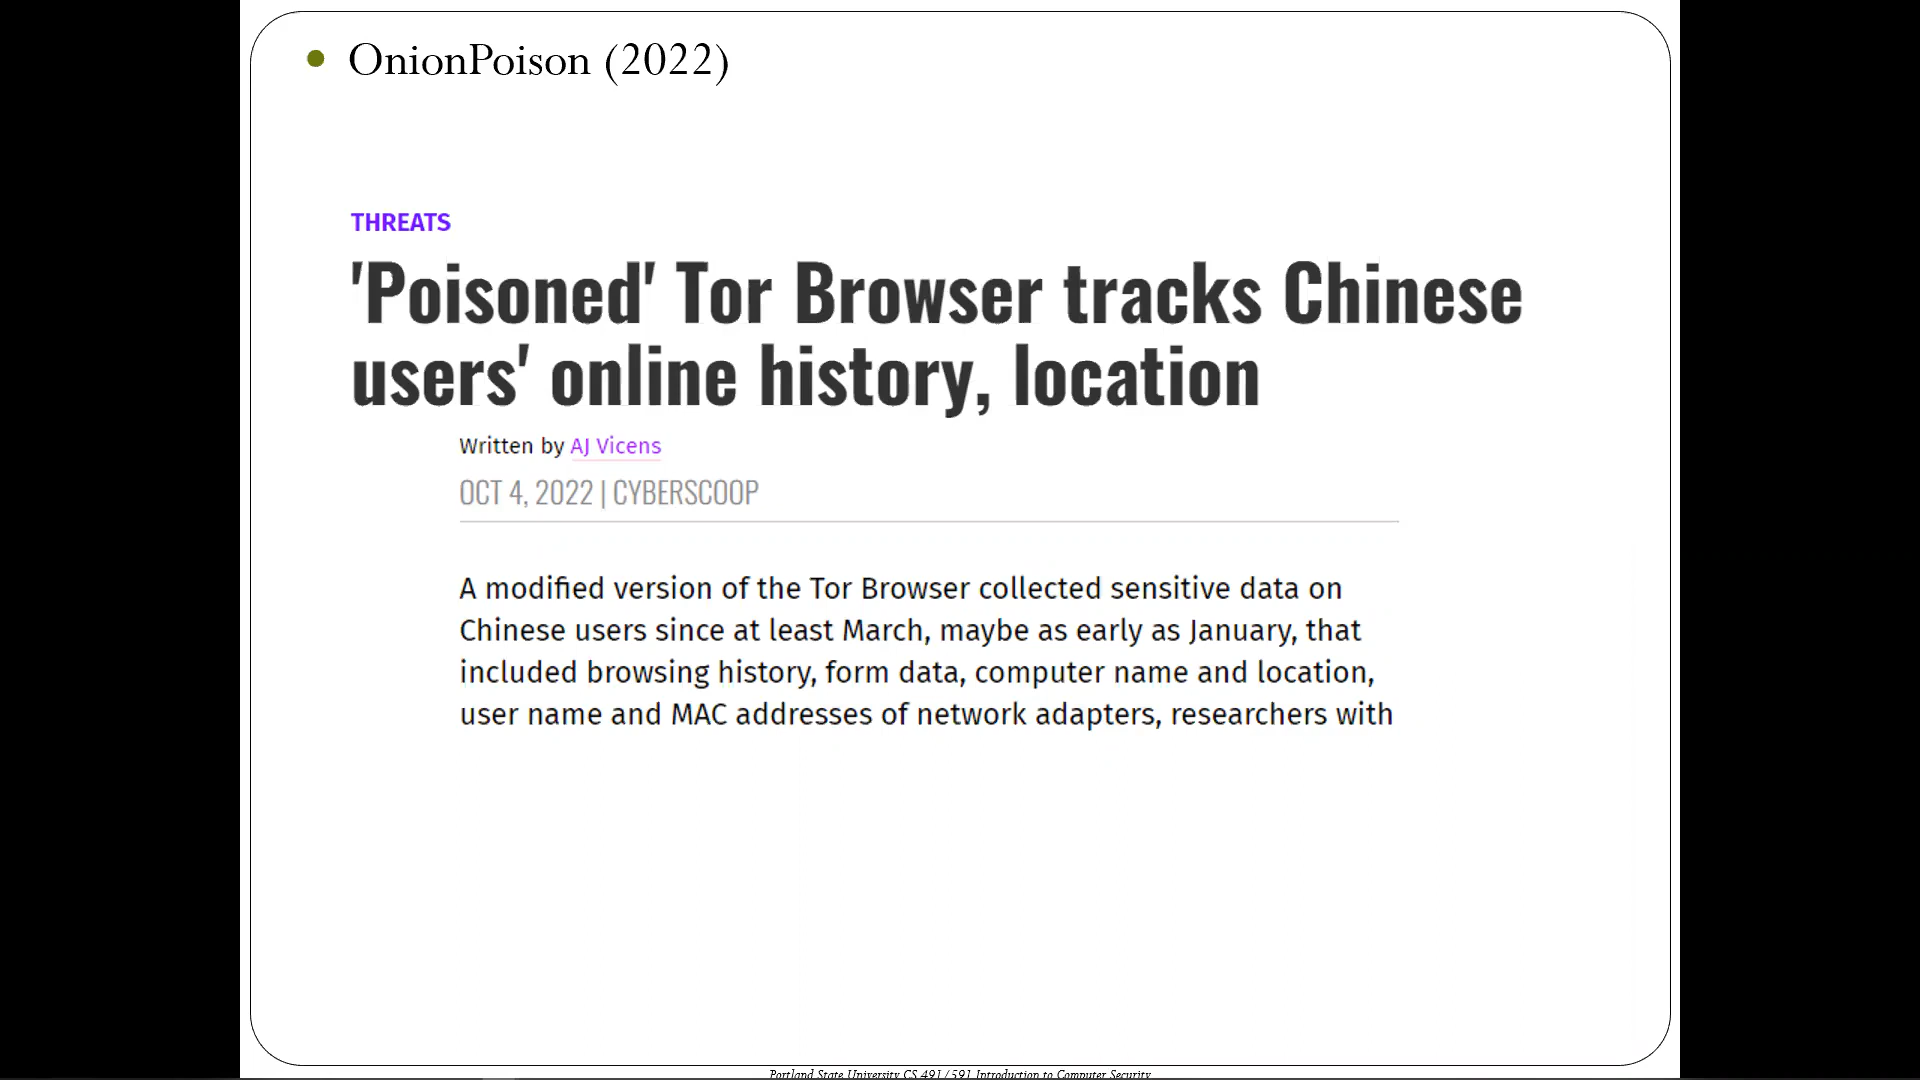 OnionPoison (2022)
THREATS
'Poisoned' Tor Browser tracks Chinese
users' online history, location
Written by AJ Vicens
OCT 4, 2022 | CYBERSCOOP
A modified version of the Tor Browser collected sensitive data on
Chinese users since at least March, maybe as early as January, that
included browsing history, form data, computer name and location,
user name and MAC addresses of network adapters, researchers with
Portland State University CS 491/591 Introduction to Computer Security